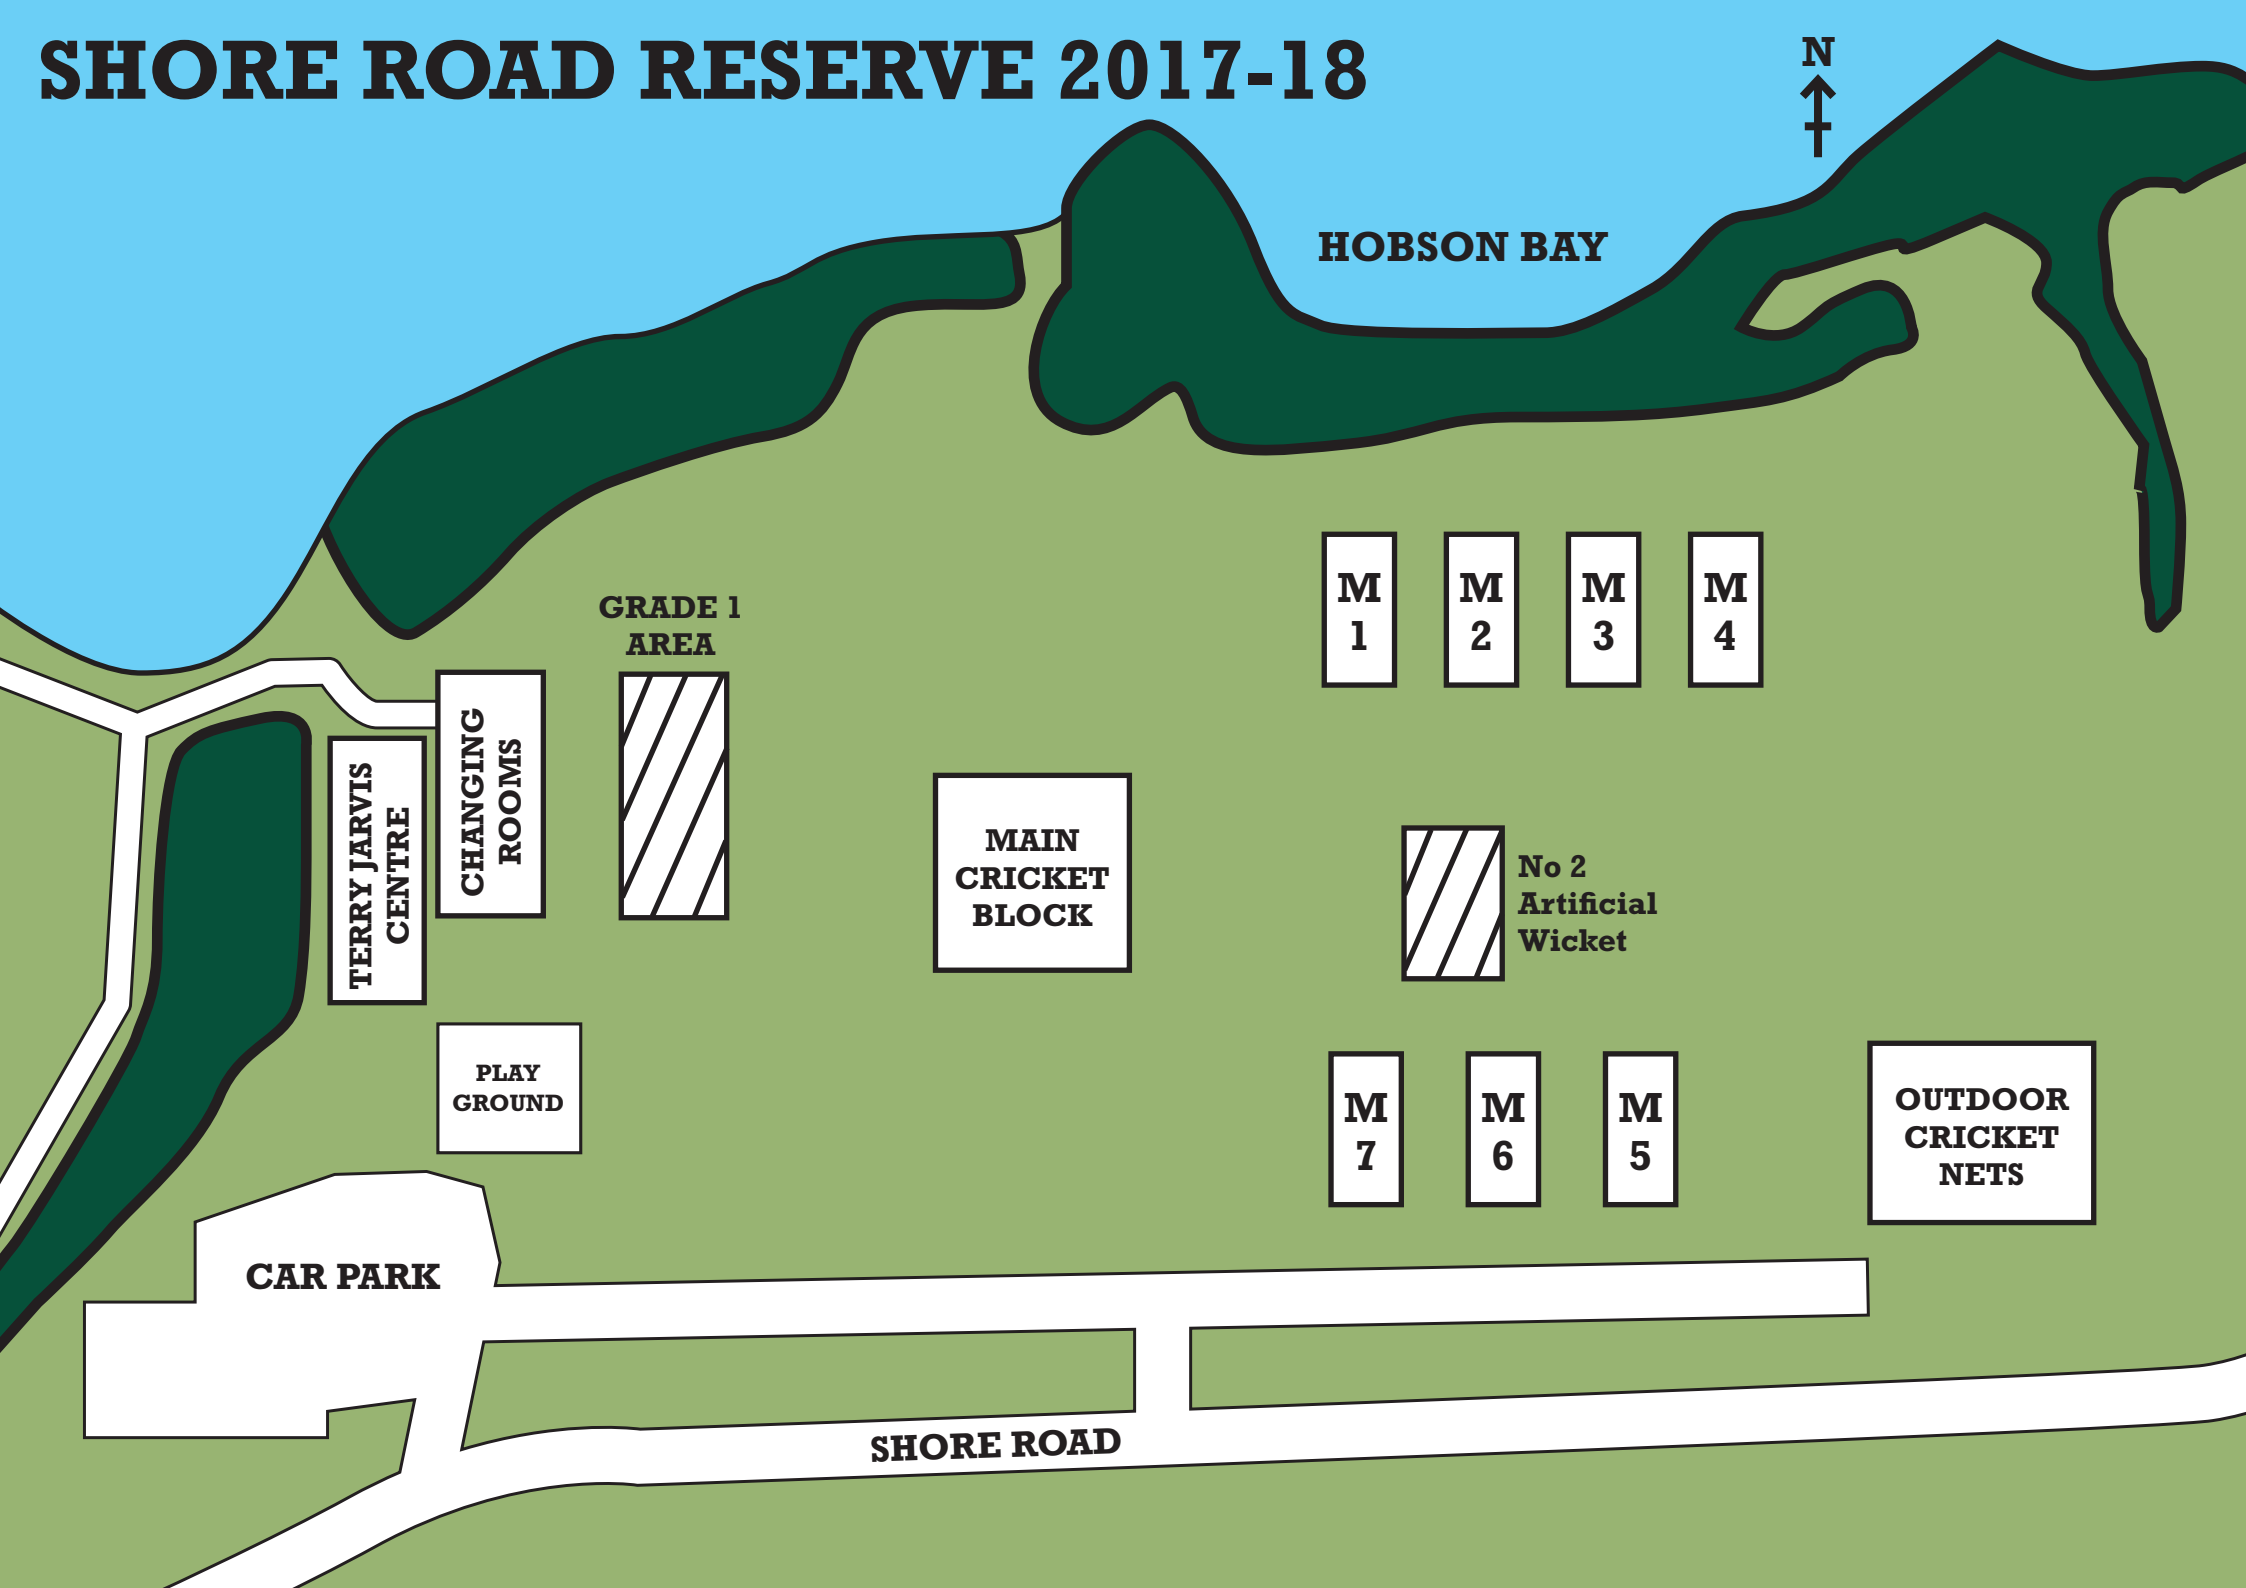 SHORE ROAD RESERVE 2017-18
N
HOBSON BAY
GRADE 1
AREA
M
1
M
2
M
3
M
4
TERRY JARVIS
CENTRE
CHANGING
ROOMS
MAIN
CRICKET
BLOCK
No 2
Artificial
Wicket
PLAY
GROUND
M
7
M
6
M
5
OUTDOOR
CRICKET
NETS
CAR PARK
SHORE ROAD